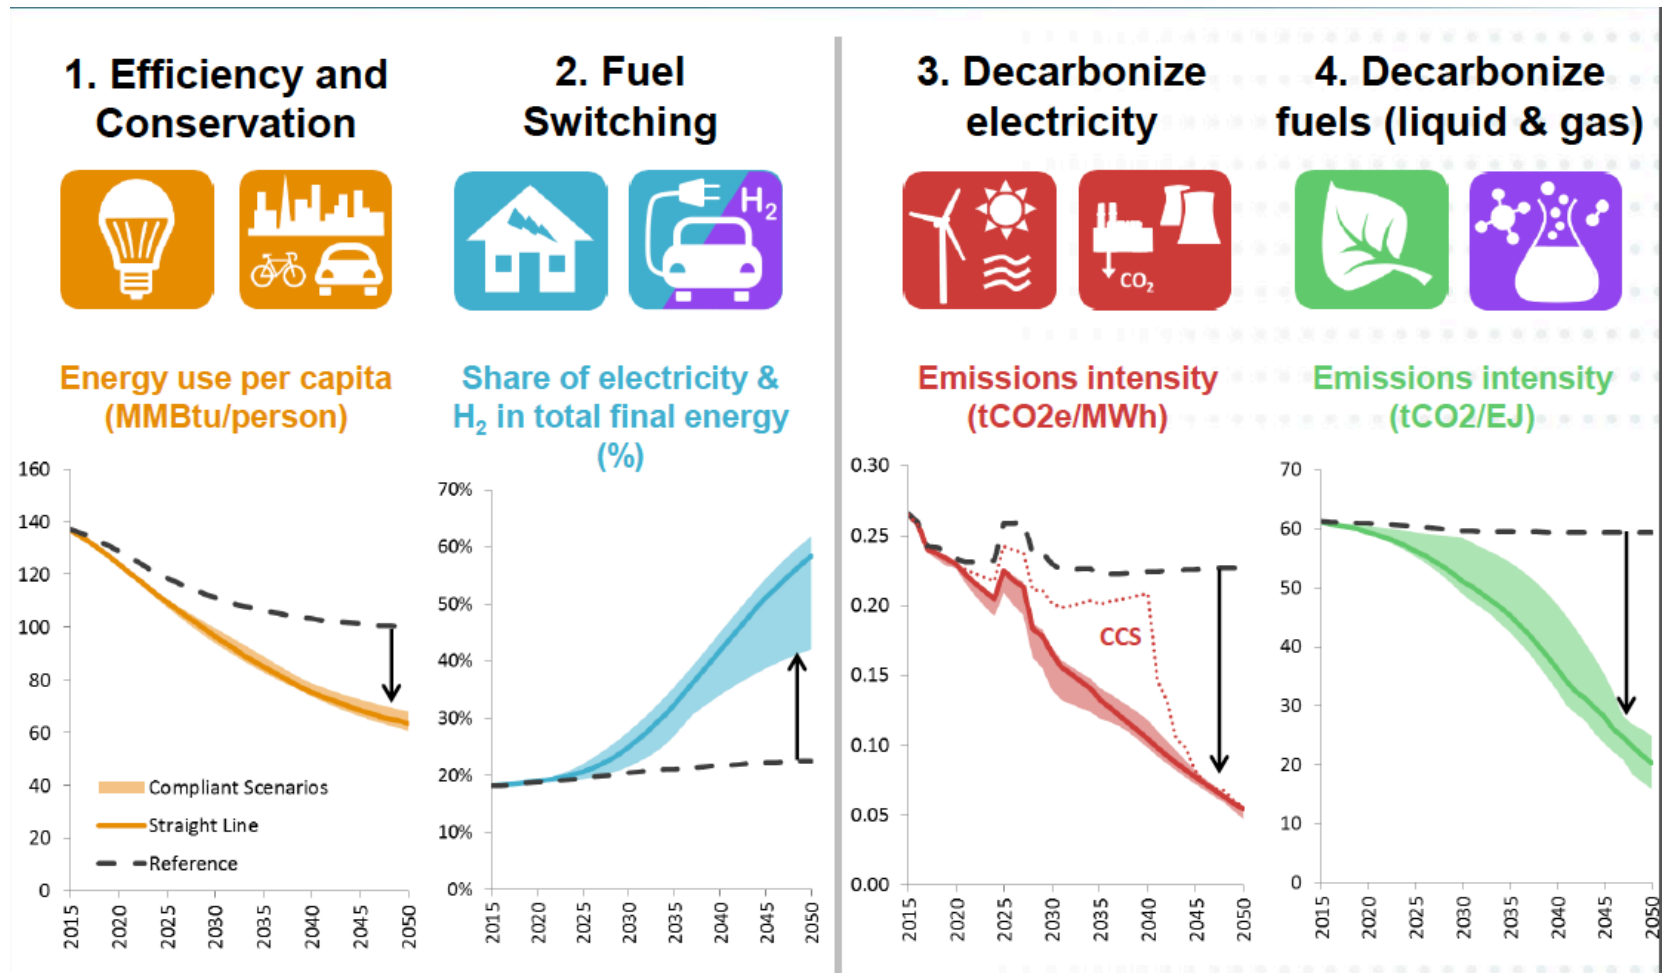 1. Efficiency and
Conservation
2. Fuel
Switching
3. Decarbonize
electricity
4. Decarbonize
fuels (liquid & gas)
H2
CO2
Energy use per capita
(MMBtu/person)
Share of electricity &
H2 in total final energy
(%)
Emissions intensity
(tCO2e/MWh)
Emissions intensity
(tCO2/EJ)
160
140
120
100
80
60
40
20
0
Compliant Scenarios
Straight Line
Reference
2015
2020
2025
2030
2035
2040
2045
2050
70%
60%
50%
40%
30%
20%
10%
0%
2015
2020
2025
2030
2035
2040
2045
2050
0.30
0.25
0.20
0.15
0.10
0.05
0.00
CCS
2015
2020
2025
2030
2035
2040
2045
2050
70
60
50
40
30
20
10
0
2015
2020
2025
2030
2035
2040
2045
2050